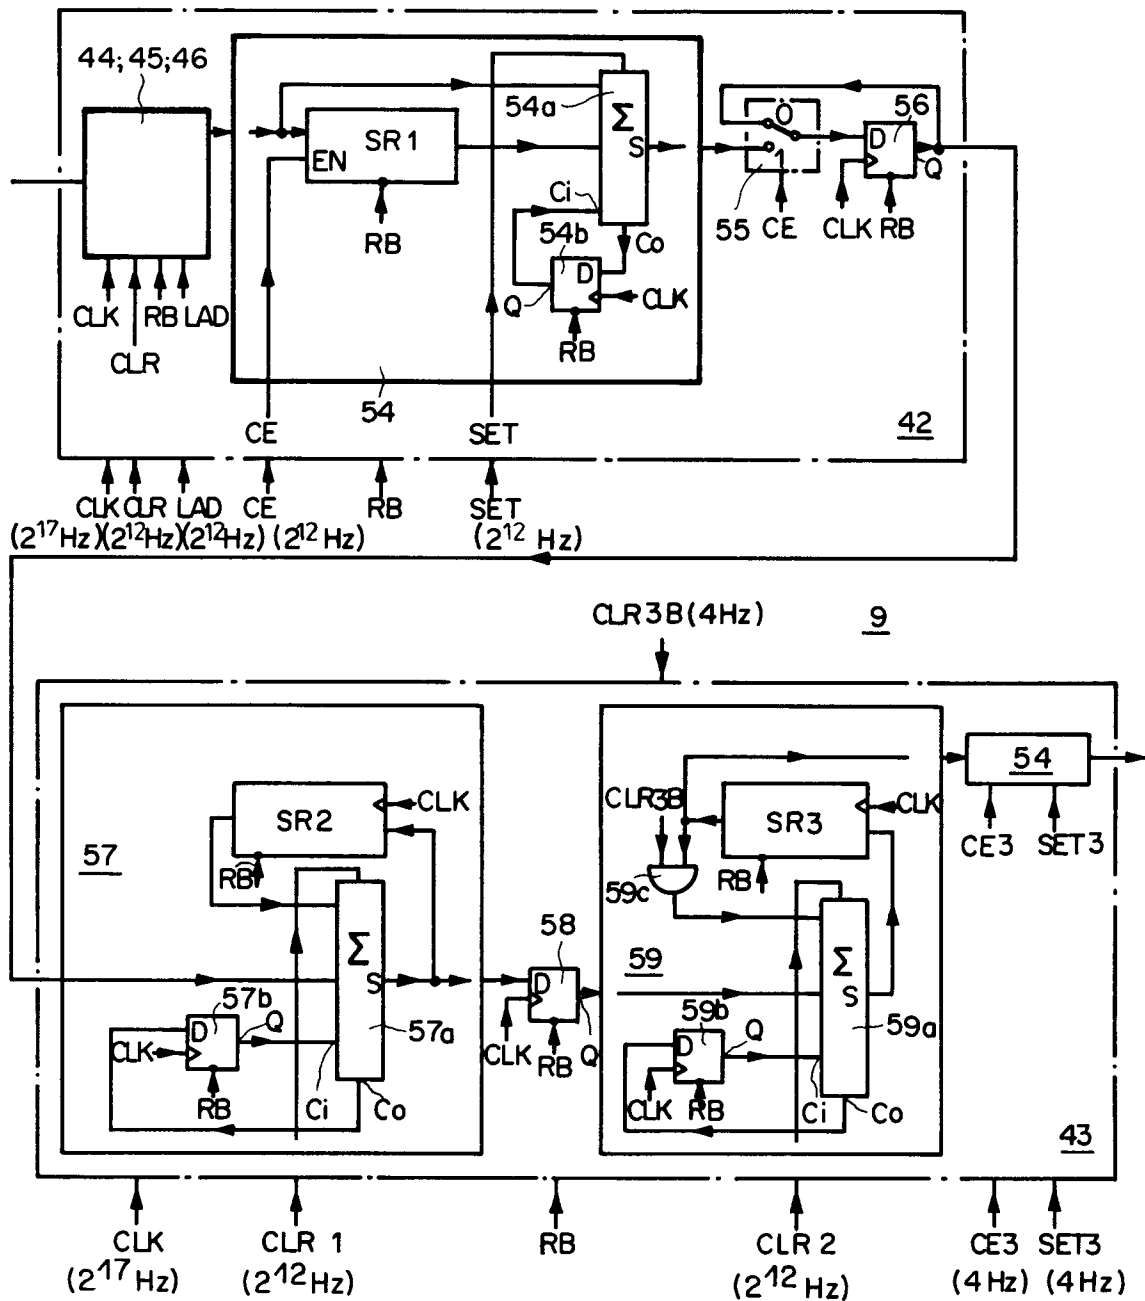 44; 45; 46
54a
56
SR1
EN
Σ
S
O
1
D
Q
RB
Ci
54b
Co
55
CE
CLK
RB
D
Q
CLK
RB
CLK
RB
LAD
CLR
54
CE
SET
42
CLK
CLR
LAD
CE
RB
SET
(2¹⁷Hz)(2¹²Hz)(2¹²Hz) (2¹²Hz)
(2¹² Hz)
CLR3B(4Hz)
9
54
CE3
SET3
SR2
CLK
57
RB
Σ
S
57a
57b
D
Q
CLK
RB
Ci
Co
58
D
CLK
RB
Q
CLR3B
SR3
CLK
RB
59c
59
Σ
S
59a
59b
D
Q
CLK
RB
Ci
Co
43
CLK
(2¹⁷Hz)
CLR 1
(2¹²Hz)
RB
CLR 2
(2¹²Hz)
CE3
(4Hz)
SET3
(4Hz)